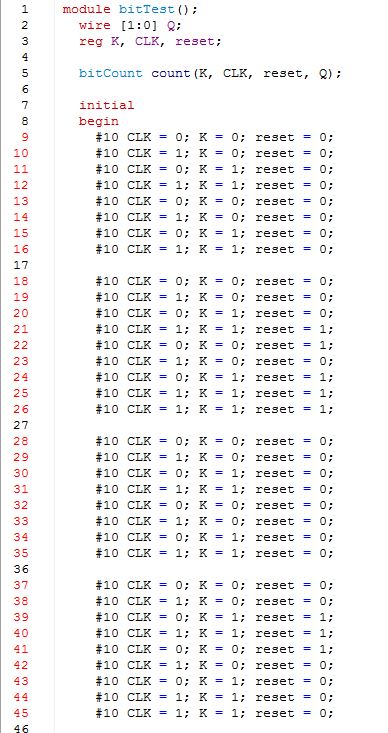 1 module bitTest();
2 wire [1:0] Q;
3 reg K, CLK, reset;
4
5 bitCount count(K, CLK, reset, Q);
6
7 initial
8 begin
9 #10 CLK = 0; K = 0; reset = 0;
10 #10 CLK = 1; K = 0; reset = 0;
11 #10 CLK = 0; K = 1; reset = 0;
12 #10 CLK = 1; K = 1; reset = 0;
13 #10 CLK = 0; K = 0; reset = 0;
14 #10 CLK = 1; K = 0; reset = 0;
15 #10 CLK = 0; K = 1; reset = 0;
16 #10 CLK = 1; K = 1; reset = 0;
17
18 #10 CLK = 0; K = 0; reset = 0;
19 #10 CLK = 1; K = 0; reset = 0;
20 #10 CLK = 0; K = 1; reset = 0;
21 #10 CLK = 1; K = 1; reset = 1;
22 #10 CLK = 0; K = 0; reset = 1;
23 #10 CLK = 1; K = 0; reset = 0;
24 #10 CLK = 0; K = 1; reset = 1;
25 #10 CLK = 1; K = 1; reset = 1;
26 #10 CLK = 1; K = 1; reset = 1;
27
28 #10 CLK = 0; K = 0; reset = 0;
29 #10 CLK = 1; K = 0; reset = 0;
30 #10 CLK = 0; K = 1; reset = 0;
31 #10 CLK = 1; K = 1; reset = 0;
32 #10 CLK = 0; K = 0; reset = 0;
33 #10 CLK = 1; K = 0; reset = 0;
34 #10 CLK = 0; K = 1; reset = 0;
35 #10 CLK = 1; K = 1; reset = 0;
36
37 #10 CLK = 0; K = 0; reset = 0;
38 #10 CLK = 1; K = 0; reset = 0;
39 #10 CLK = 0; K = 1; reset = 1;
40 #10 CLK = 1; K = 1; reset = 1;
41 #10 CLK = 0; K = 0; reset = 1;
42 #10 CLK = 1; K = 0; reset = 0;
43 #10 CLK = 0; K = 1; reset = 0;
44 #10 CLK = 1; K = 1; reset = 0;
45 #10 CLK = 1; K = 1; reset = 0;
46